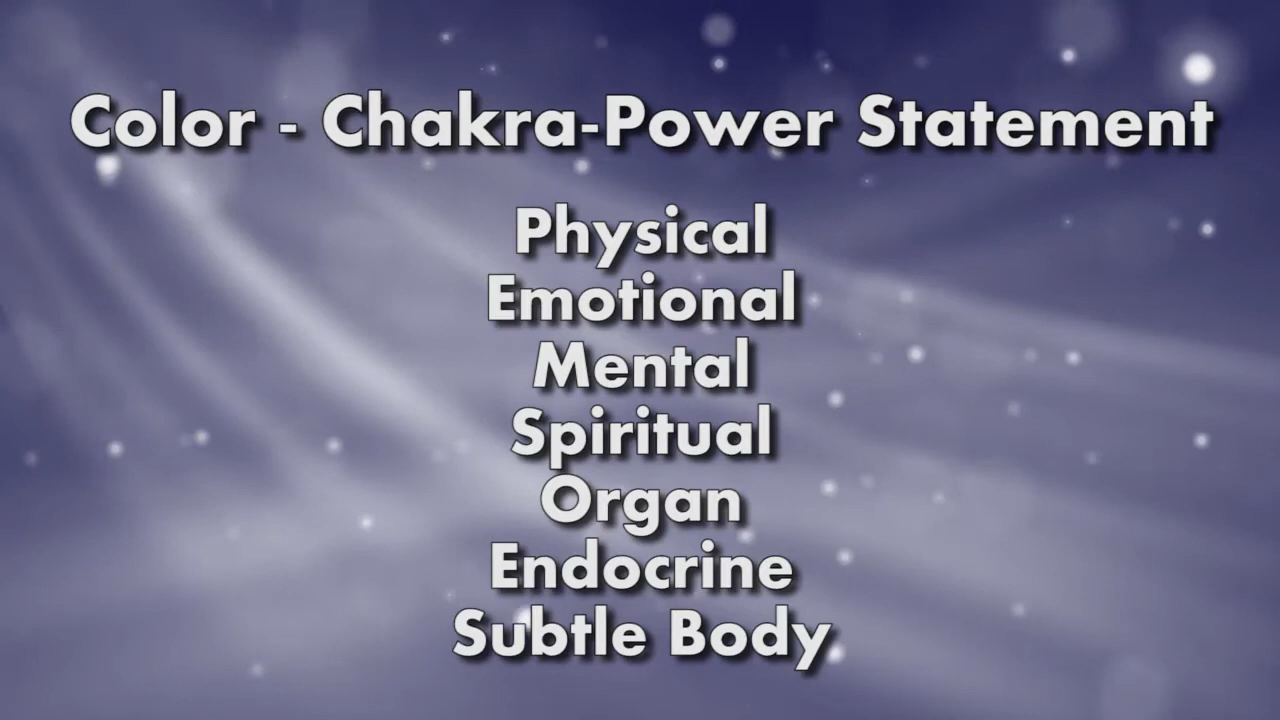 Color - Chakra-Power Statement
Physical
Emotional
Mental
Spiritual
Organ
Endocrine
Subtle Body